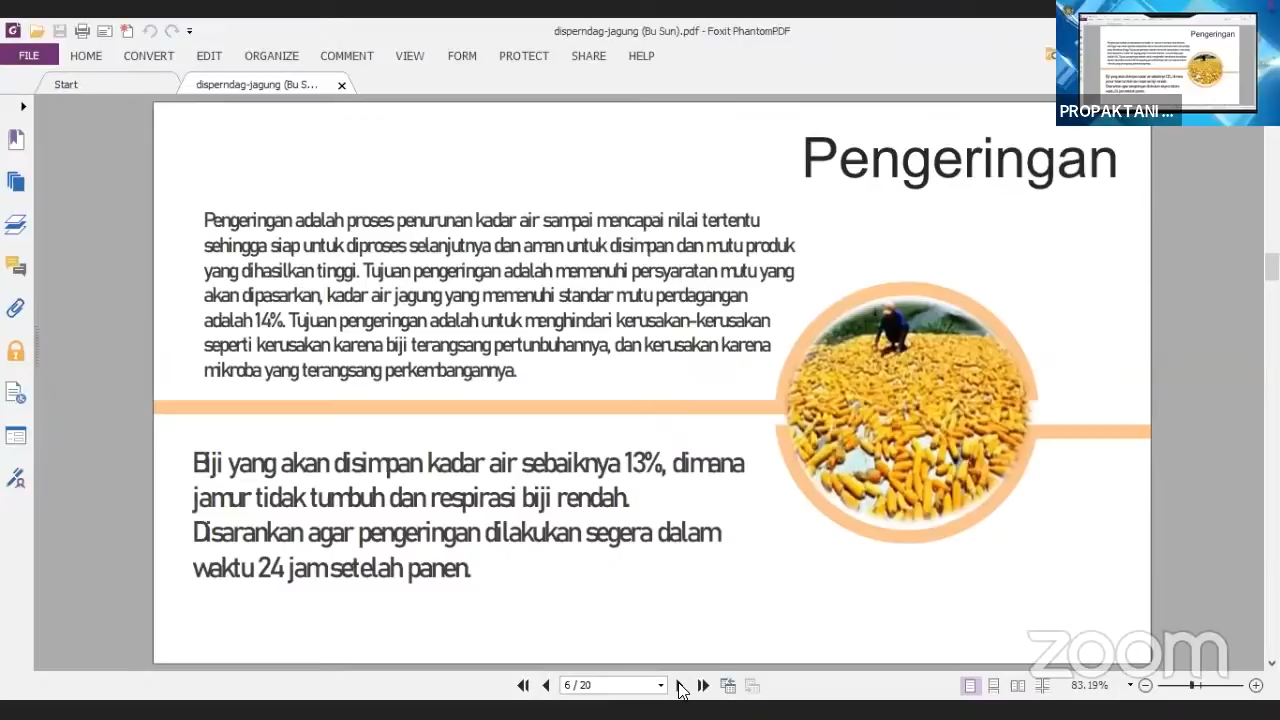 disperndag-jagung (Bu Sun).pdf - Foxit PhantomPDF
FILE HOME CONVERT EDIT ORGANIZE COMMENT PROTECT SHARE HELP
Start
disperndag-jagung (Bu S...
Pengeringan
PROPAKTANI ...
Pengeringan
Pengeringan adalah proses penurunan kadar air sampai mencapai nilai tertentu
sehingga siap untuk diproses selanjutnya dan aman untuk disimpan dan mutu produk
yang dihasilkan tinggi. Tujuan pengeringan adalah memenuhi persyaratan mutu yang
akan dipasarkan, kadar air jagung yang memenuhi standar mutu perdagangan
adalah 14%. Tujuan pengeringan adalah untuk menghindari kerusakan-kerusakan
seperti kerusakan karena biji terangsang pertunbuhannya, dan kerusakan karena
mikroba yang terangsang perkembangannya.
Biji yang akan disimpan kadar air sebaiknya 13%, dimana
jamur tidak tumbuh dan respirasi biji rendah.
Disarankan agar pengeringan dilakukan segera dalam
waktu 24 jam setelah panen.
zoom
6 / 20
83.19%